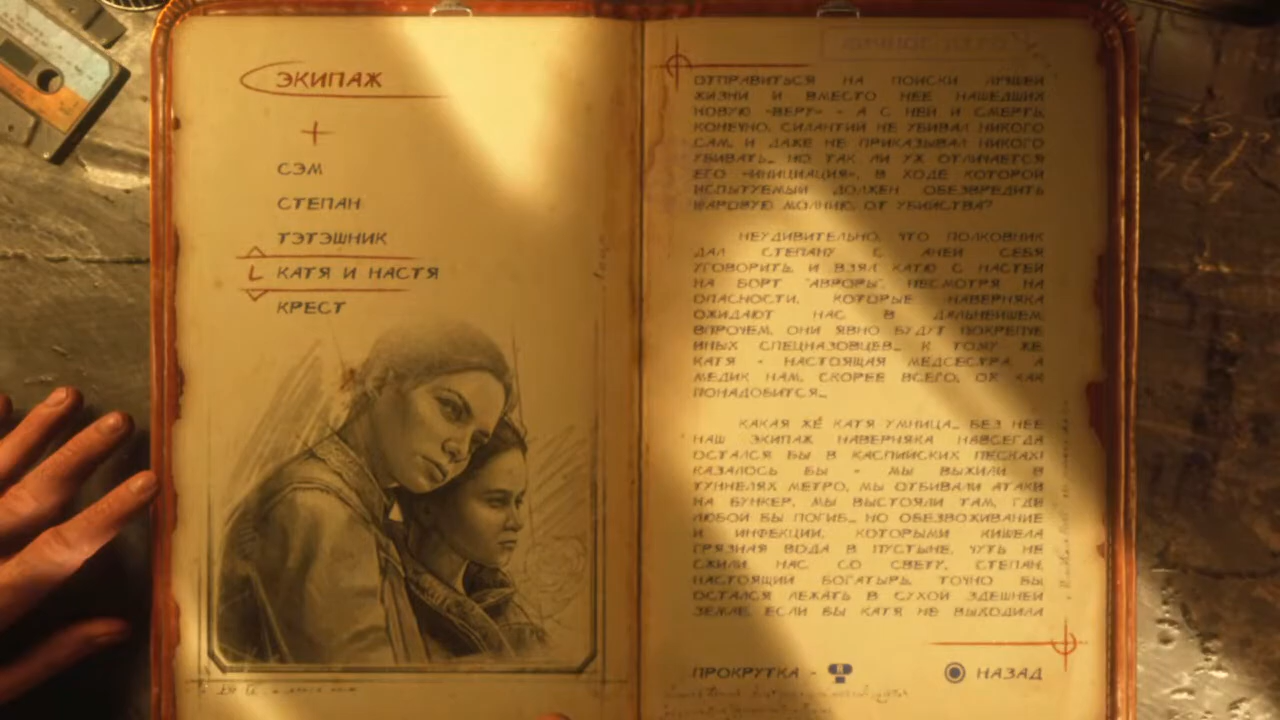 ЭКИПАЖ
СЭМ
СТЕПАН
ТЭТЭШНИК
КАТЯ И НАСТЯ
КРЕСТ
ОТПРАВИТЬСЯ НА ПОИСКИ ЛУЧШЕЙ
ЖИЗНИ И ВМЕСТО НЕЕ НАШЕДШИХ
НОВУЮ «ВЕРУ» - А С НЕЙ И СМЕРТЬ.
КОНЕЧНО, СИЛАНТИЙ НЕ УБИВАЛ НИКОГО
САМ, И ДАЖЕ НЕ ПРИКАЗЫВАЛ НИКОГО
УБИВАТЬ... НО ТАК ЛИ УЖ ОТЛИЧАЕТСЯ
ЕГО «ИНИЦИАЦИЯ», В ХОДЕ КОТОРОЙ
ИСПЫТУЕМЫЙ ДОЛЖЕН ОБЕЗВРЕДИТЬ
ШАРОВУЮ МОЛНИЮ, ОТ УБИЙСТВА?
НЕУДИВИТЕЛЬНО, ЧТО ПОЛКОВНИК
ДАЛ СТЕПАНУ С АНЕЙ СЕБЯ
УГОВОРИТЬ И ВЗЯЛ КАТЮ С НАСТЕЙ
НА БОРТ "АВРОРЫ", НЕСМОТРЯ НА
ОПАСНОСТИ, КОТОРЫЕ НАВЕРНЯКА
ОЖИДАЮТ НАС В ДАЛЬНЕЙШЕМ.
ВПРОЧЕМ, ОНИ ЯВНО БУДУТ ПОКРЕПЧЕ
ИНЫХ СПЕЦНАЗОВЦЕВ... К ТОМУ ЖЕ,
КАТЯ - НАСТОЯЩАЯ МЕДСЕСТРА, А
МЕДИК НАМ, СКОРЕЕ ВСЕГО, ОХ КАК
ПОНАДОБИТСЯ...
КАКАЯ ЖЕ КАТЯ УМНИЦА... БЕЗ НЕЕ
НАШ ЭКИПАЖ НАВЕРНЯКА НАВСЕГДА
ОСТАЛСЯ БЫ В КАСПИЙСКИХ ПЕСКАХ!
КАЗАЛОСЬ БЫ - МЫ ВЫЖИЛИ В
ТУННЕЛЯХ МЕТРО, МЫ ОТБИВАЛИ АТАКИ
НА БУНКЕР, МЫ ВЫСТОЯЛИ ТАМ, ГДЕ
ЛЮБОЙ БЫ ПОГИБ... НО ОБЕЗВОЖИВАНИЕ
И ИНФЕКЦИИ, КОТОРЫМИ КИШЕЛА
ГРЯЗНАЯ ВОДА В ПУСТЫНЕ, ЧУТЬ НЕ
СЖИЛИ НАС СО СВЕТУ. СТЕПАН,
НАСТОЯЩИЙ БОГАТЫРЬ, ТОЧНО БЫ
ОСТАЛСЯ ЛЕЖАТЬ В СУХОЙ ЗДЕШНЕЙ
ЗЕМЛЕ, ЕСЛИ БЫ КАТЯ НЕ ВЫХОДИЛА
ПРОКРУТКА - R
НАЗАД